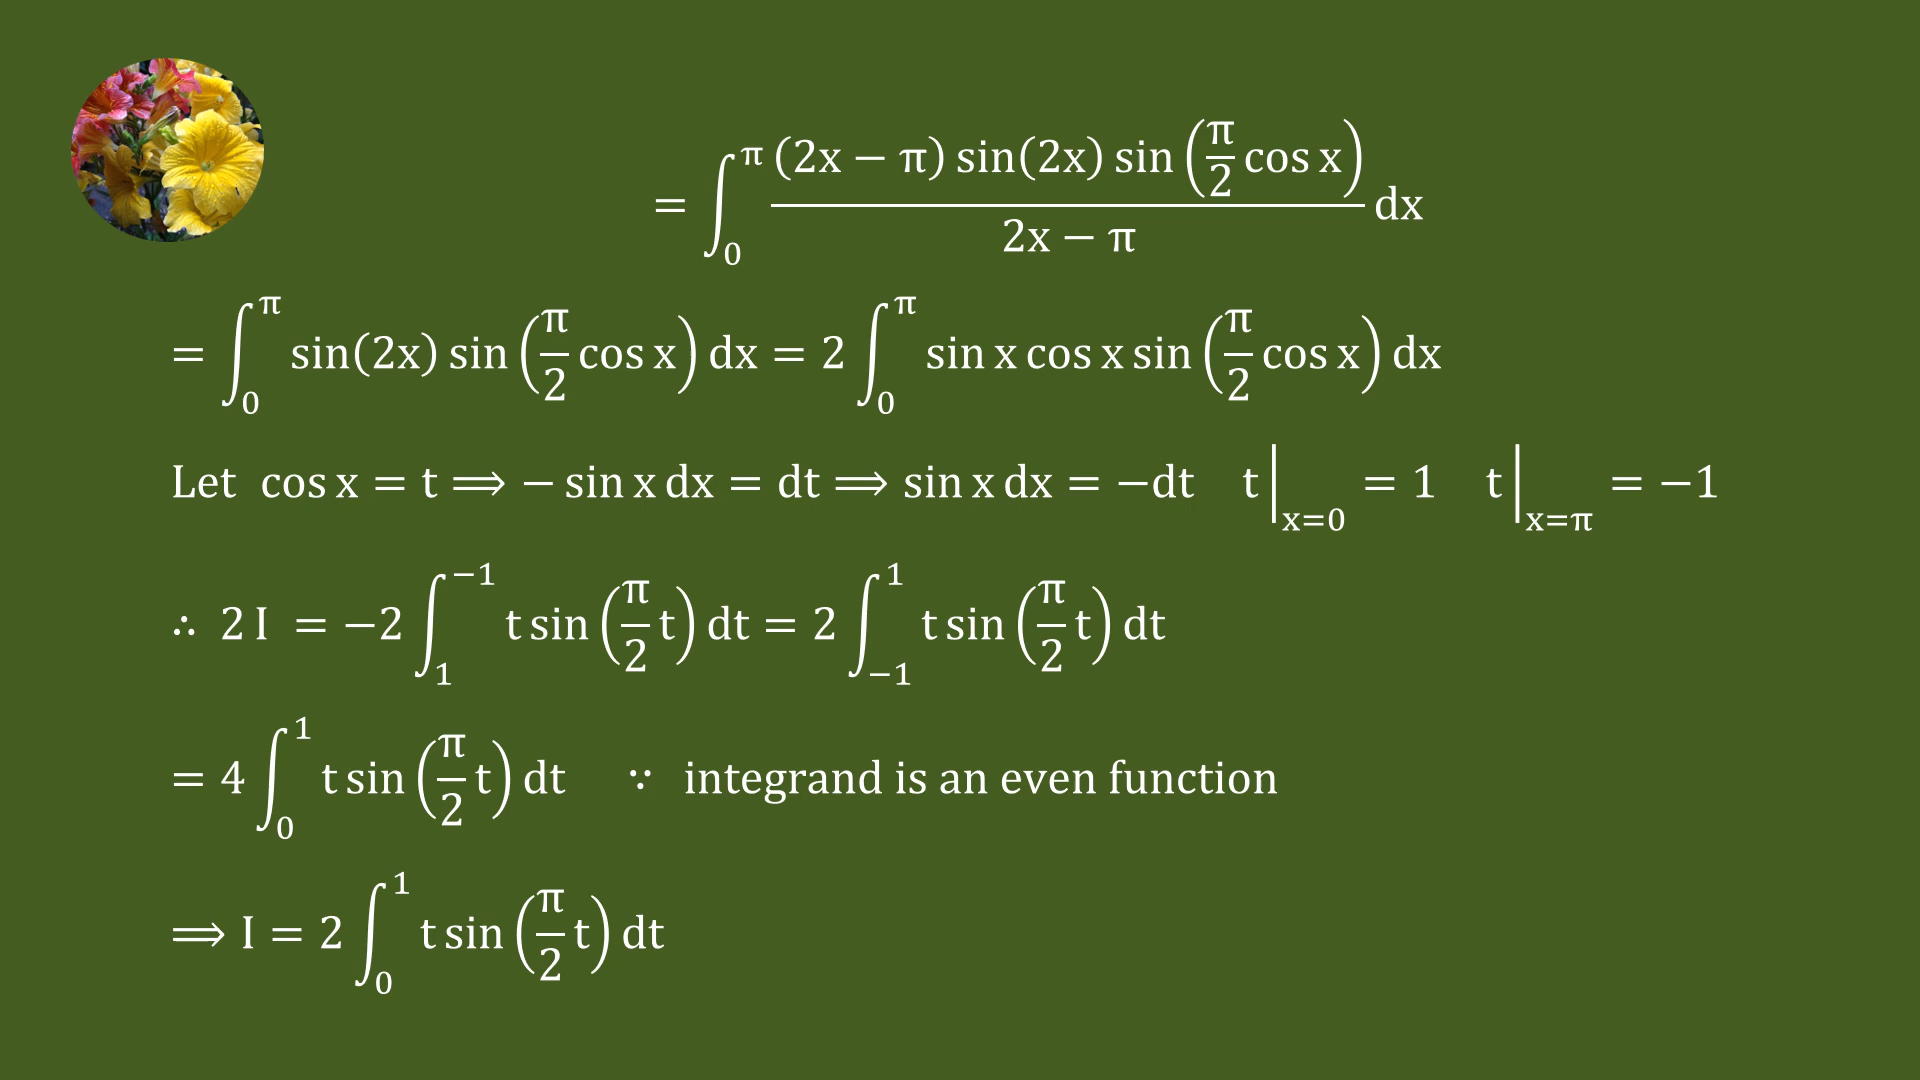 = ∫₀^π ((2x − π) sin(2x) sin(π/2 cos x)) / (2x − π) dx
= ∫₀^π sin(2x) sin(π/2 cos x) dx = 2 ∫₀^π sin x cos x sin(π/2 cos x) dx
Let cos x = t ⟹ − sin x dx = dt ⟹ sin x dx = −dt t|ₓ₌₀ = 1 t|_{x=π} = −1
∴ 2 I = −2 ∫₁^{−1} t sin(π/2 t) dt = 2 ∫₋₁^1 t sin(π/2 t) dt
= 4 ∫₀^1 t sin(π/2 t) dt ∵ integrand is an even function
⟹ I = 2 ∫₀^1 t sin(π/2 t) dt